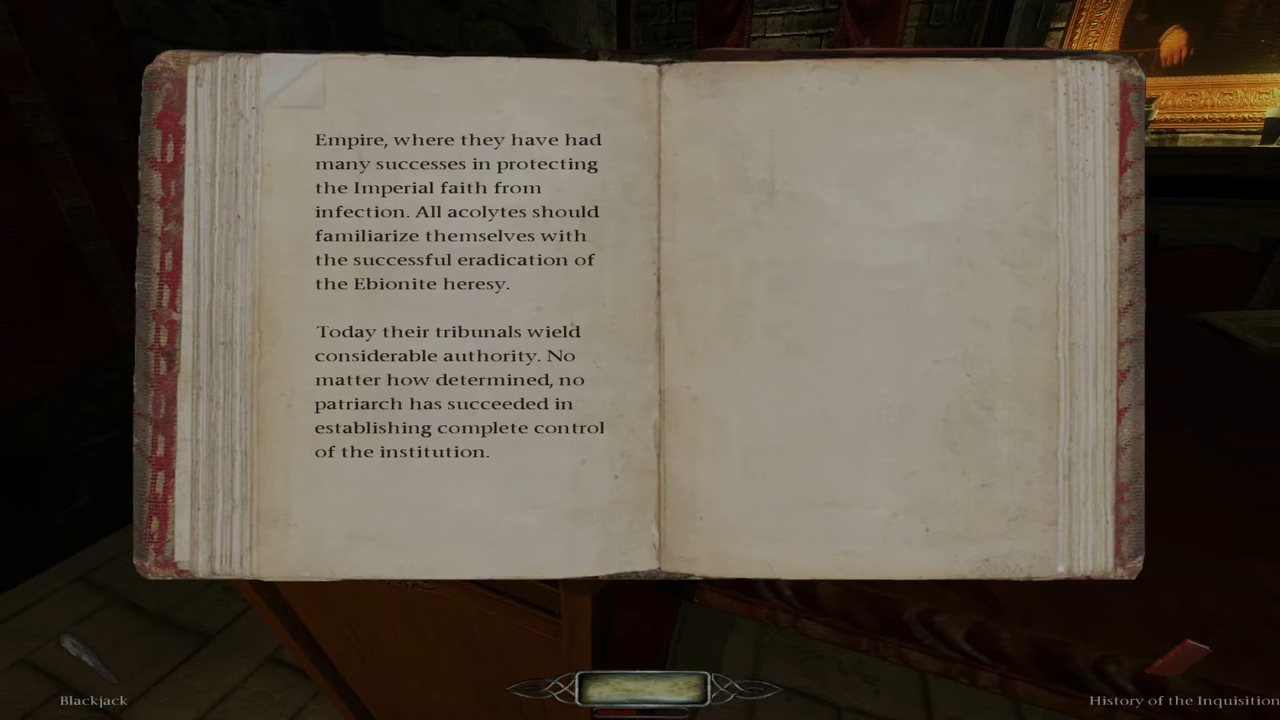 Empire, where they have had
many successes in protecting
the Imperial faith from
infection. All acolytes should
familiarize themselves with
the successful eradication of
the Ebionite heresy.
Today their tribunals wield
considerable authority. No
matter how determined, no
patriarch has succeeded in
establishing complete control
of the institution.
Blackjack
History of the Inquisition